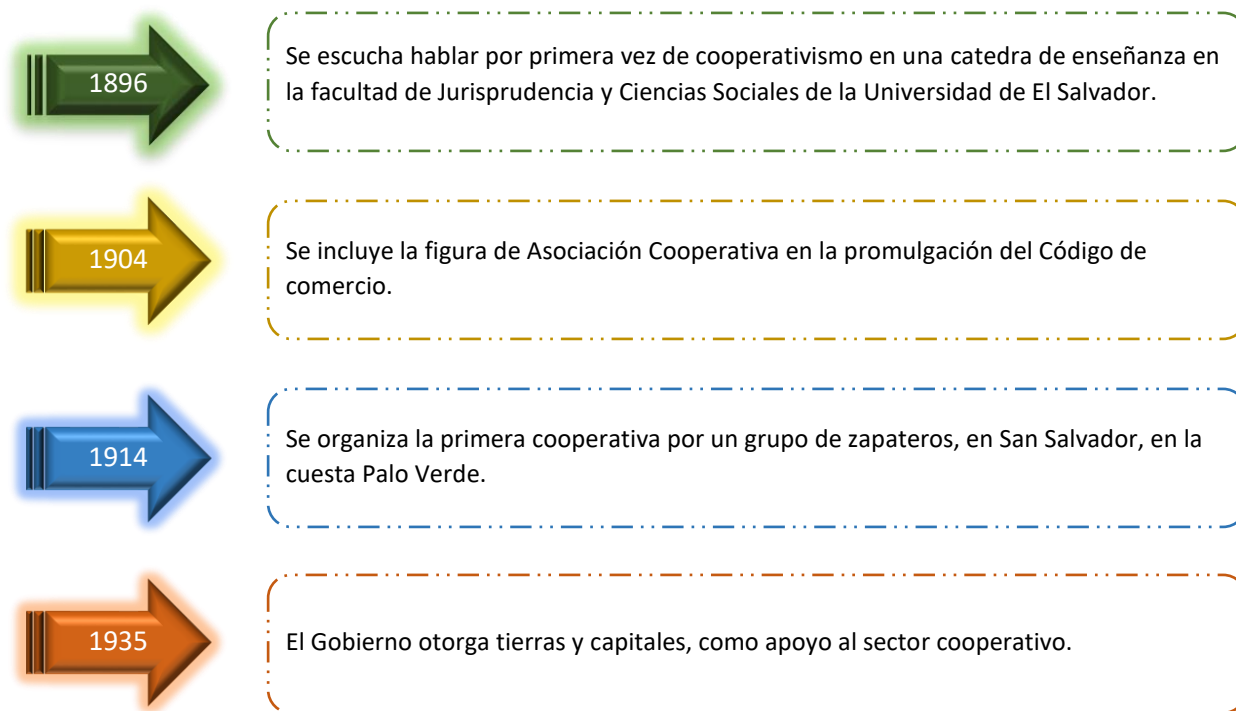 1896
Se escucha hablar por primera vez de cooperativismo en una catedra de enseñanza en
la facultad de Jurisprudencia y Ciencias Sociales de la Universidad de El Salvador.
1904
Se incluye la figura de Asociación Cooperativa en la promulgación del Código de
comercio.
1914
Se organiza la primera cooperativa por un grupo de zapateros, en San Salvador, en la
cuesta Palo Verde.
1935
El Gobierno otorga tierras y capitales, como apoyo al sector cooperativo.